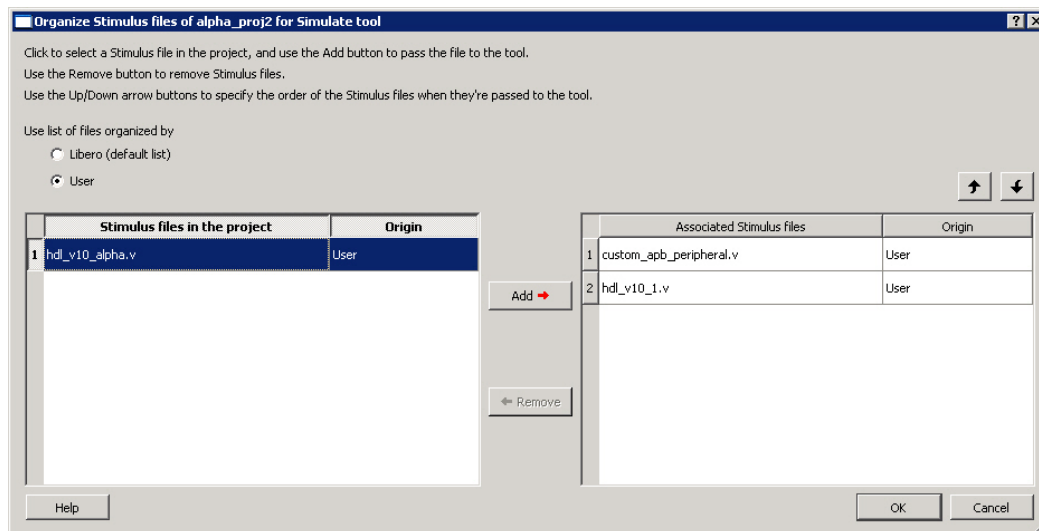 Organize Stimulus files of alpha_proj2 for Simulate tool
Click to select a Stimulus file in the project, and use the Add button to pass the file to the tool.
Use the Remove button to remove Stimulus files.
Use the Up/Down arrow buttons to specify the order of the Stimulus files when they're passed to the tool.
Use list of files organized by
Libero (default list)
User
Stimulus files in the project Origin
1 hdl_v10_alpha.v User
Add
Remove
Associated Stimulus files Origin
1 custom_apb_peripheral.v User
2 hdl_v10_1.v User
Help
OK
Cancel